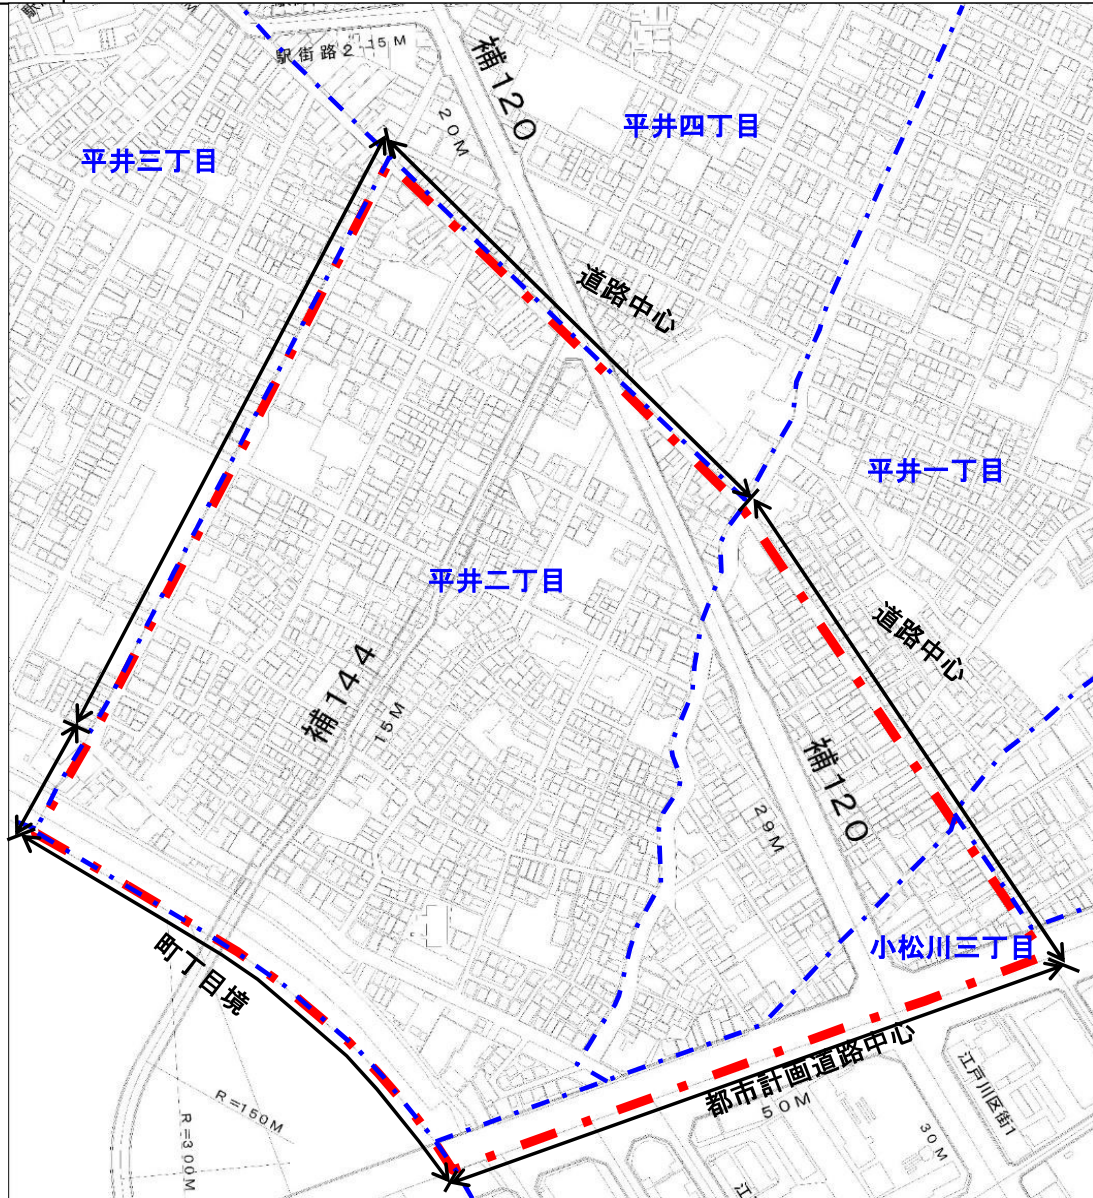 駅街路2 15M
補120
20M
平井四丁目
平井三丁目
道路中心
平井一丁目
平井二丁目
道路中心
補144
15M
補120
29M
小松川三丁目
町丁目境
都市計画道路中心
50M
江戸川区街1
30M
R=150M
R=300M
江